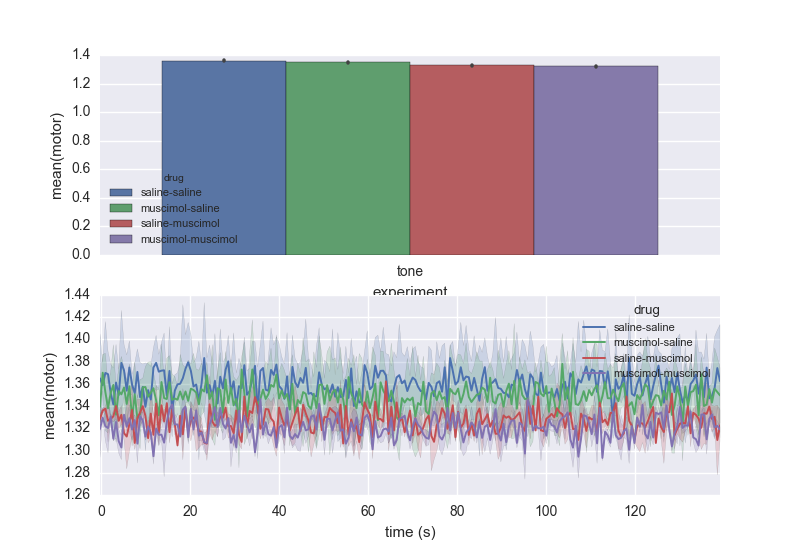 1.4
1.2
1.0
0.8
0.6
0.4
0.2
0.0
mean(motor)
drug
saline-saline
muscimol-saline
saline-muscimol
muscimol-muscimol
tone
experiment
1.44
1.42
1.40
1.38
1.36
1.34
1.32
1.30
1.28
1.26
mean(motor)
drug
saline-saline
muscimol-saline
saline-muscimol
muscimol-muscimol
0 20 40 60 80 100 120
time (s)